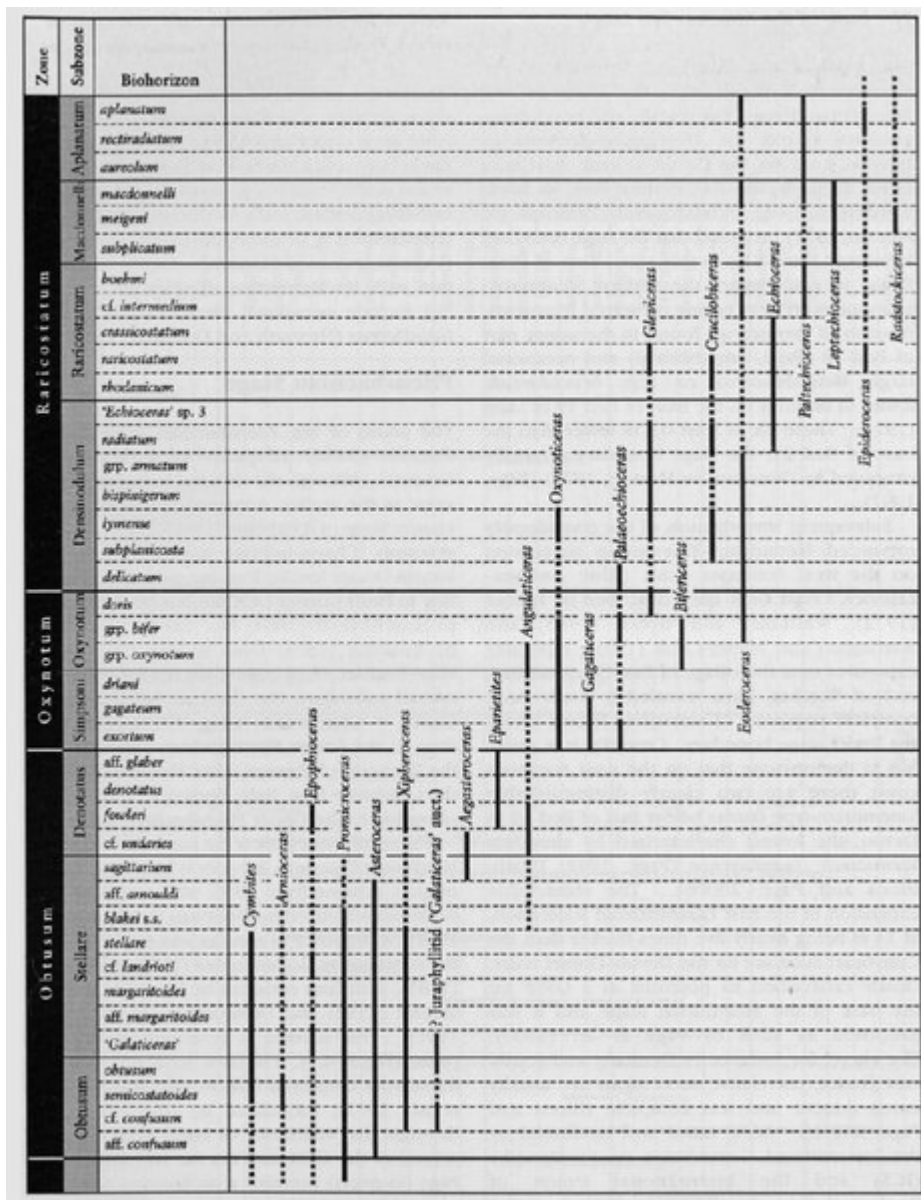 Zone
Subzone
Biohorizon
Raricostatum
Aplanatum
aplanatum
rectiradiatum
aureolum
Macdonnelli
macdonnelli
meigeni
subplicatum
Raricostatum
boehmi
cf. intermedium
crassicostatum
raricostatum
rhodanicum
Densinodulum
'Echioceras' sp. 3
radiatum
grp. armatum
bispinigerum
lymense
subplanicosta
delicatum
Oxynotum
Oxynotum
doris
grp. bifer
grp. oxynotum
Simpsoni
driani
gagateum
exortum
Obtusum
Denotatus
aff. glaber
denotatus
fowleri
cf. undaries
Stellare
sagittarium
aff. arnouldi
blakei s.s.
stellare
cf. landrioti
margaritoides
aff. margaritoides
'Galaticeras'
Obtusum
obtusum
semicostatoides
cf. confusum
aff. confusum
Cymbites
Arnioceras
Epophioceras
Promicroceras
Asteroceras
Xipheroceras
? Juraphyllitid ('Galaticeras' auct.)
Aegasteroceras
Eparietites
Angulaticeras
Oxynoticeras
Gagaticeras
Palaeoechioceras
Gleviceras
Bifericeras
Crucilobiceras
Eoderoceras
Echioceras
Paltechioceras
Leptechioceras
Epideroceras
Radstockiceras